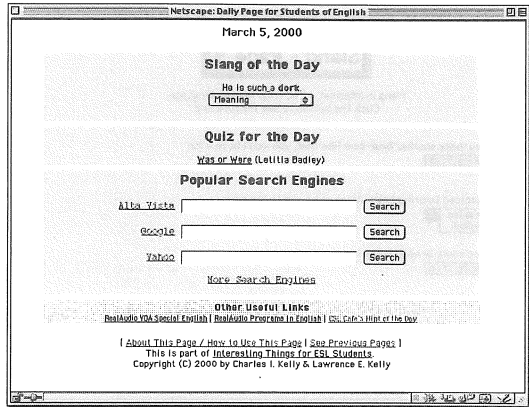 Netscape: Daily Page for Students of English
March 5, 2000
Slang of the Day
He is such a dork.
Meaning
Quiz for the Day
Was or Were (Letitia Badley)
Popular Search Engines
Alta Vista Search
Google Search
Yahoo Search
More Search Engines
Other Useful Links
RealAudio VOA Special English | RealAudio Programs in English | ESL Cafe's Hint of the Day
[ About This Page / How to Use This Page | See Previous Pages ]
This is part of Interesting Things for ESL Students.
Copyright (C) 2000 by Charles I. Kelly & Lawrence E. Kelly